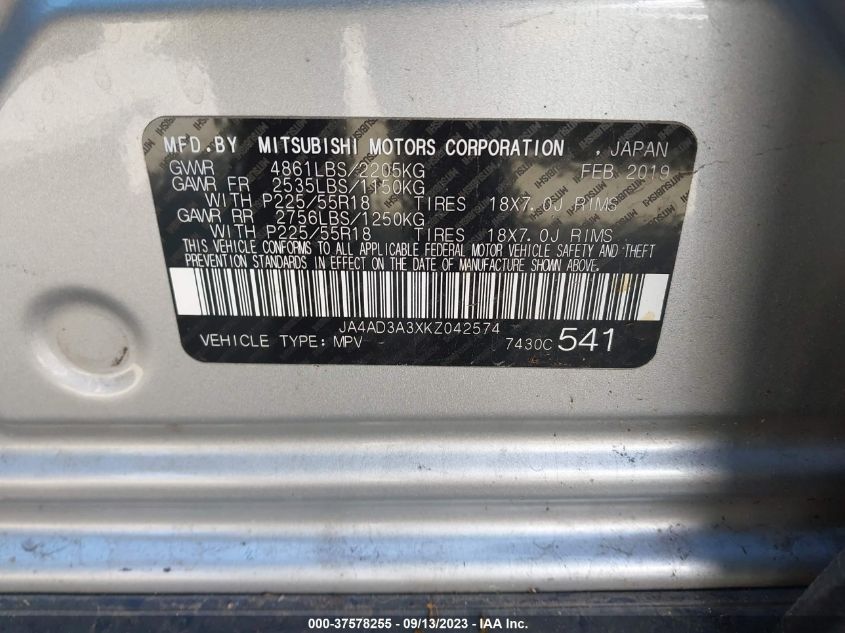 MFD.BY MITSUBISHI MOTORS CORPORATION . JAPAN
GVWR 4861LBS/2205KG FEB 2019
GAWR FR 2535LBS/1150KG
WITH P225/55R18 TIRES 18X7.0J RIMS
GAWR RR 2756LBS/1250KG
WITH P225/55R18 TIRES 18X7.0J RIMS
THIS VEHICLE CONFORMS TO ALL APPLICABLE FEDERAL MOTOR VEHICLE SAFETY AND THEFT
PREVENTION STANDARDS IN EFFECT ON THE DATE OF MANUFACTURE SHOWN ABOVE.
JA4AD3A3XKZ042574
VEHICLE TYPE: MPV 7430C 541
000-37578255 - 09/13/2023 - IAA Inc.